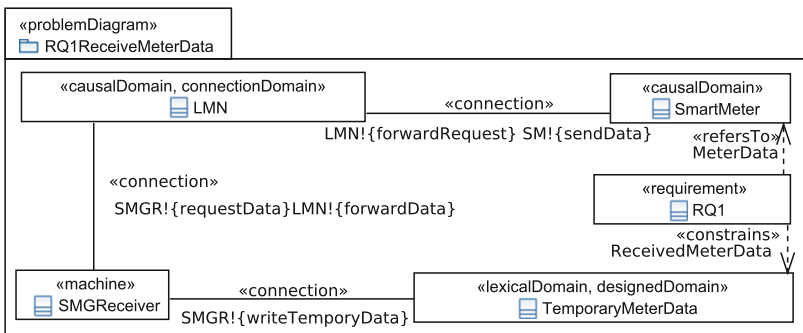 «problemDiagram»
RQ1ReceiveMeterData
«causalDomain, connectionDomain»
LMN
«connection»
«causalDomain»
SmartMeter
LMN!{forwardRequest} SM!{sendData}
«refersTo»
MeterData
«connection»
SMGR!{requestData}LMN!{forwardData}
«requirement»
RQ1
«constrains»
ReceivedMeterData
«machine»
SMGReceiver
«connection»
SMGR!{writeTemporyData}
«lexicalDomain, designedDomain»
TemporaryMeterData